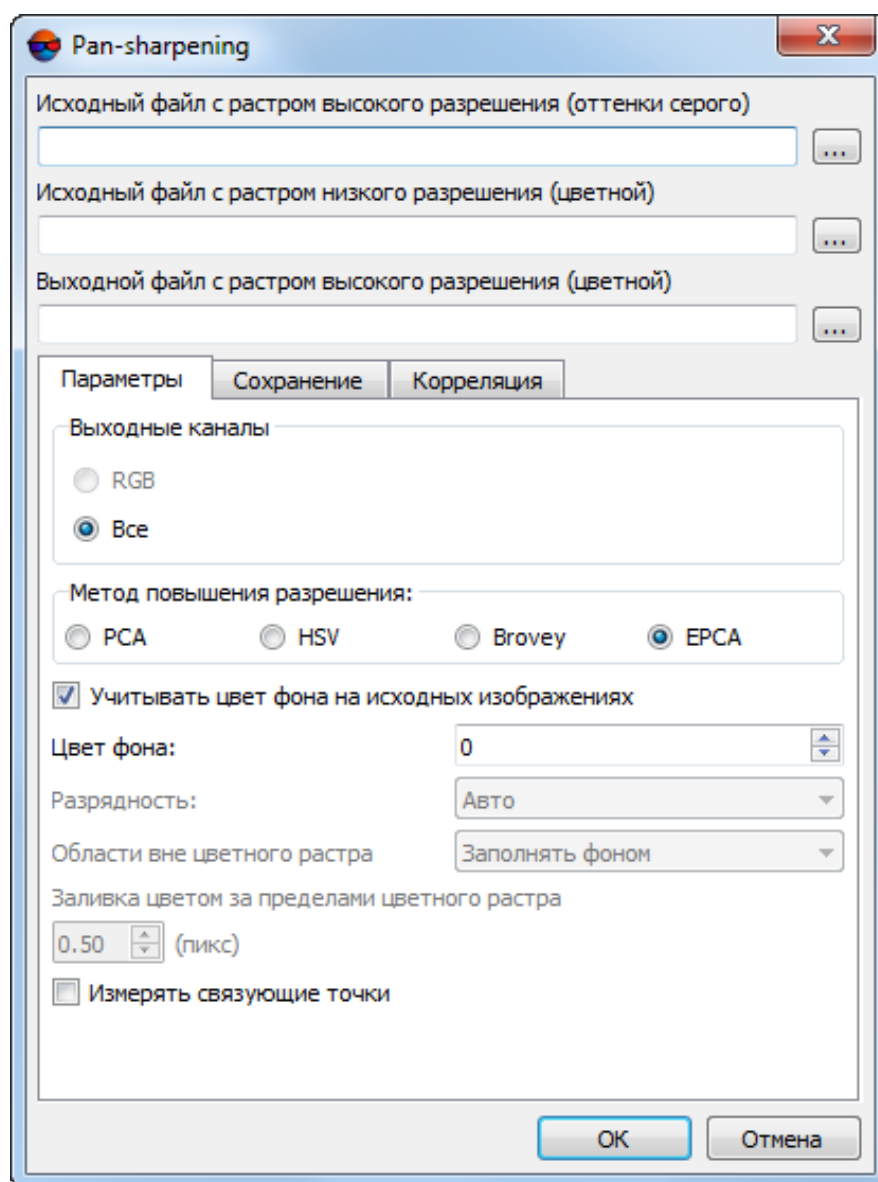 Pan-sharpening
Исходный файл с растром высокого разрешения (оттенки серого)
...
Исходный файл с растром низкого разрешения (цветной)
...
Выходной файл с растром высокого разрешения (цветной)
...
Параметры Сохранение Корреляция
Выходные каналы
RGB
Все
Метод повышения разрешения:
PCA HSV Brovey EPCA
Учитывать цвет фона на исходных изображениях
Цвет фона: 0
Разрядность: Авто
Области вне цветного растра Заполнять фоном
Заливка цветом за пределами цветного растра
0.50 (пикс)
Измерять связующие точки
OK Отмена